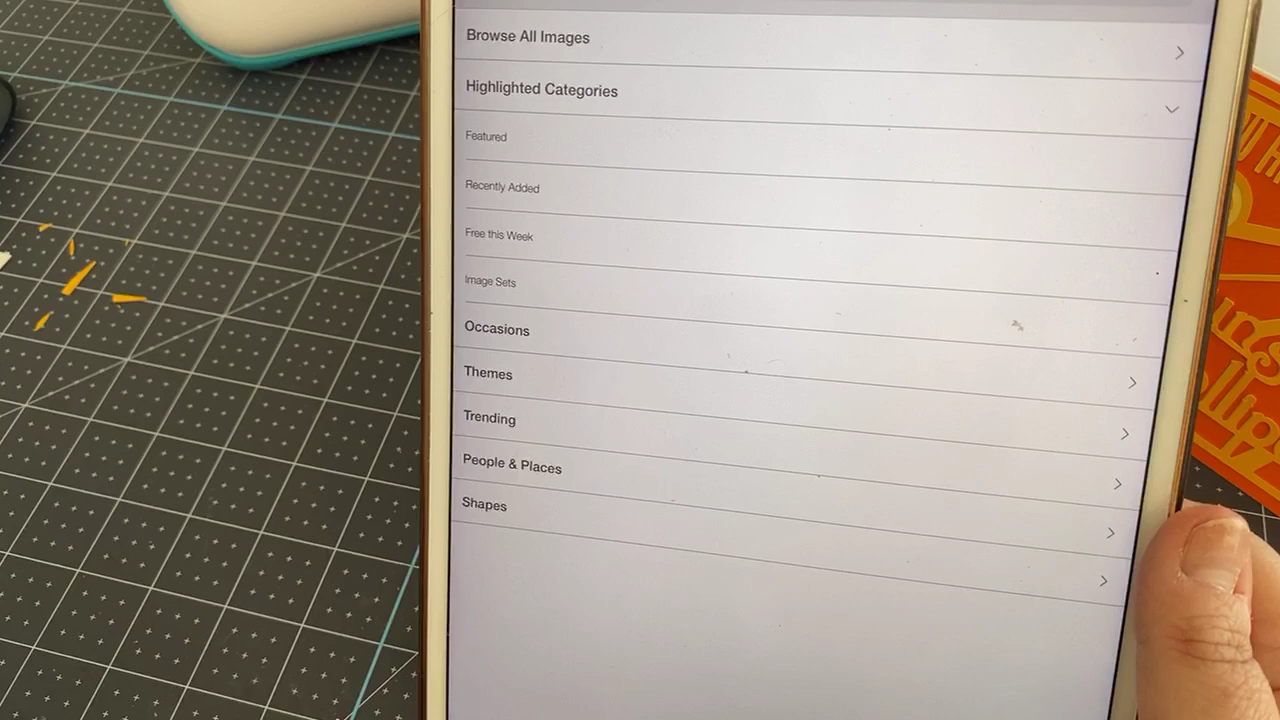 Browse All Images
Highlighted Categories
Featured
Recently Added
Free this Week
Image Sets
Occasions
Themes
Trending
People & Places
Shapes